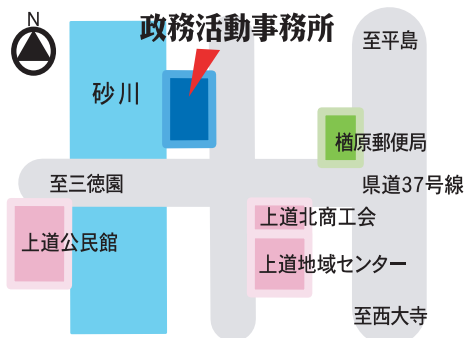 N
政務活動事務所
至平島
砂川
楢原郵便局
至三徳園
県道37号線
上道北商工会
上道公民館
上道地域センター
至西大寺